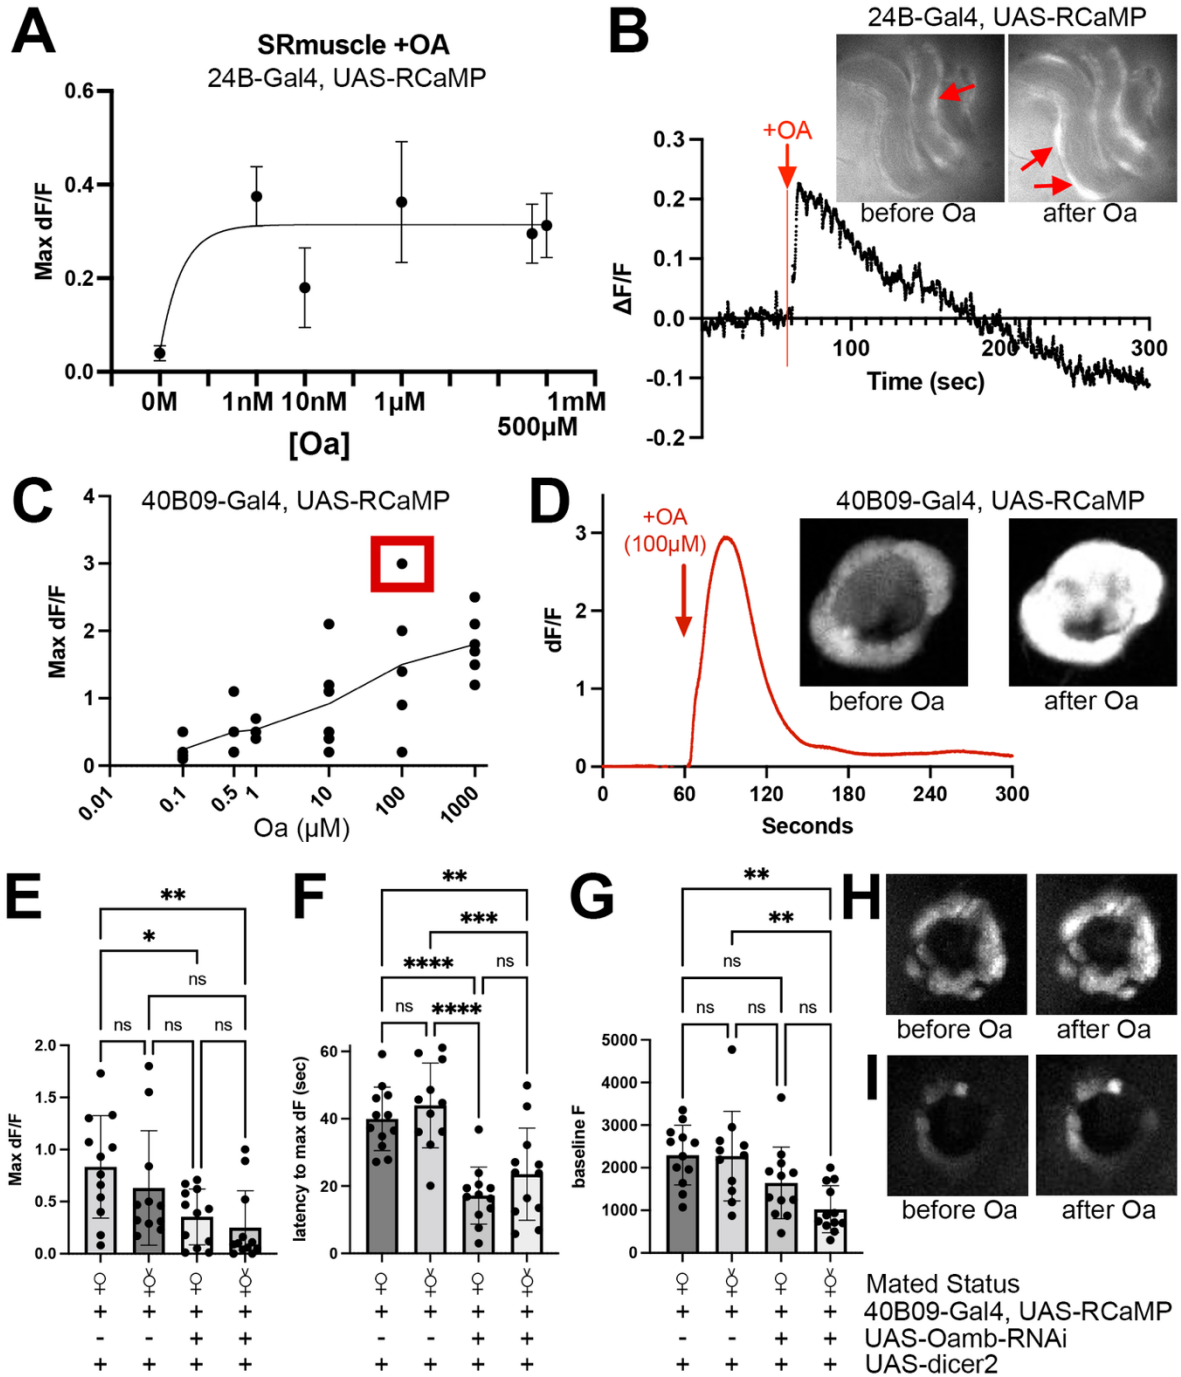 A
SRmuscle +OA
24B-Gal4, UAS-RCaMP
Max dF/F
0.6
0.4
0.2
0.0
0M
1nM
10nM
1μM
500μM
1mM
[Oa]
B
24B-Gal4, UAS-RCaMP
before Oa
after Oa
+OA
ΔF/F
0.3
0.2
0.1
0.0
-0.1
-0.2
100
200
300
Time (sec)
C
40B09-Gal4, UAS-RCaMP
Max dF/F
4
3
2
1
0
0.01
0.1
0.5
1
10
100
1000
Oa (μM)
D
40B09-Gal4, UAS-RCaMP
+OA
(100μM)
before Oa
after Oa
dF/F
3
2
1
0
0
60
120
180
240
300
Seconds
E
**
*
ns
ns
ns
ns
Max dF/F
2.0
1.5
1.0
0.5
0.0
F
**
***
****
ns
ns
****
latency to max dF (sec)
60
40
20
0
G
**
**
ns
ns
ns
ns
baseline F
5000
4000
3000
2000
1000
0
H
before Oa
after Oa
I
before Oa
after Oa
♀ v♀ ♀ v♀ ♀ v♀ ♀ v♀ ♀ v♀ ♀ v♀ Mated Status
+ + + + + + + + + + + + 40B09-Gal4, UAS-RCaMP
- - + + - - + + - - + + UAS-Oamb-RNAi
+ + + + + + + + + + + + UAS-dicer2